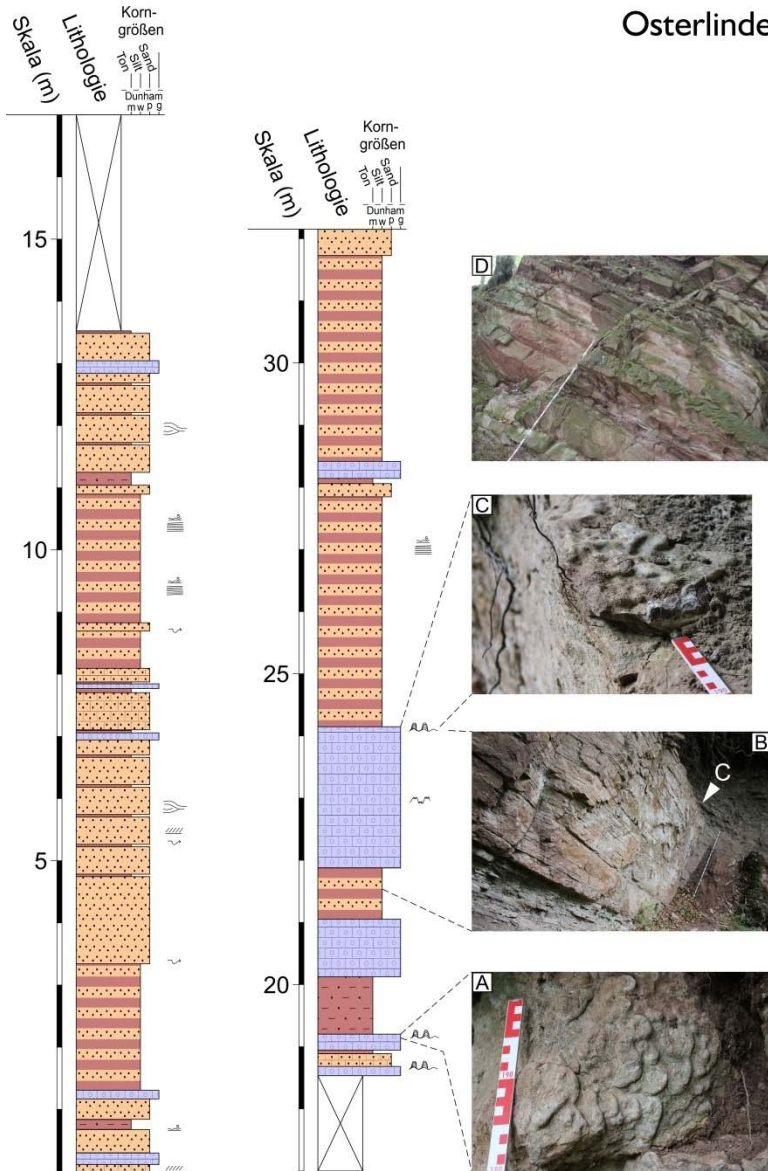 Osterlinde
Skala (m)
Lithologie
Korn-
größen
Ton
Silt
Sand
Dunham
m w p g
15
10
5
Skala (m)
Lithologie
Korn-
größen
Ton
Silt
Sand
Dunham
m w p g
30
25
20
D
C
B
C
A
190